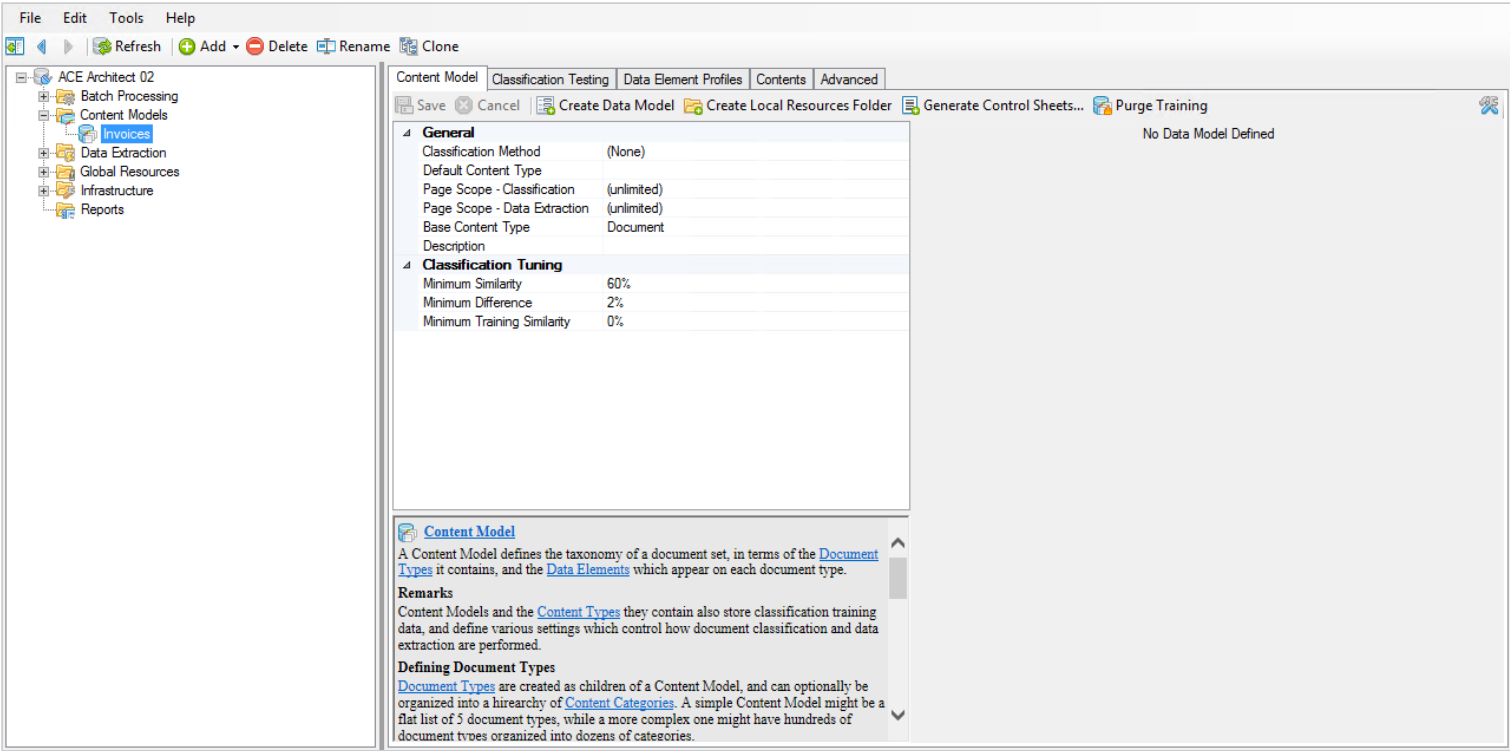 File Edit Tools Help
Refresh Add Delete Rename Clone
ACE Architect 02
Batch Processing
Content Models
Invoices
Data Extraction
Global Resources
Infrastructure
Reports
Content Model Classification Testing Data Element Profiles Contents Advanced
Save Cancel Create Data Model Create Local Resources Folder Generate Control Sheets... Purge Training
General
Classification Method (None)
Default Content Type
Page Scope - Classification (unlimited)
Page Scope - Data Extraction (unlimited)
Base Content Type Document
Description
Classification Tuning
Minimum Similarity 60%
Minimum Difference 2%
Minimum Training Similarity 0%
No Data Model Defined
Content Model
A Content Model defines the taxonomy of a document set, in terms of the Document
Types it contains, and the Data Elements which appear on each document type.
Remarks
Content Models and the Content Types they contain also store classification training
data, and define various settings which control how document classification and data
extraction are performed.
Defining Document Types
Document Types are created as children of a Content Model, and can optionally be
organized into a hirearchy of Content Categories. A simple Content Model might be a
flat list of 5 document types, while a more complex one might have hundreds of
document types organized into dozens of categories.